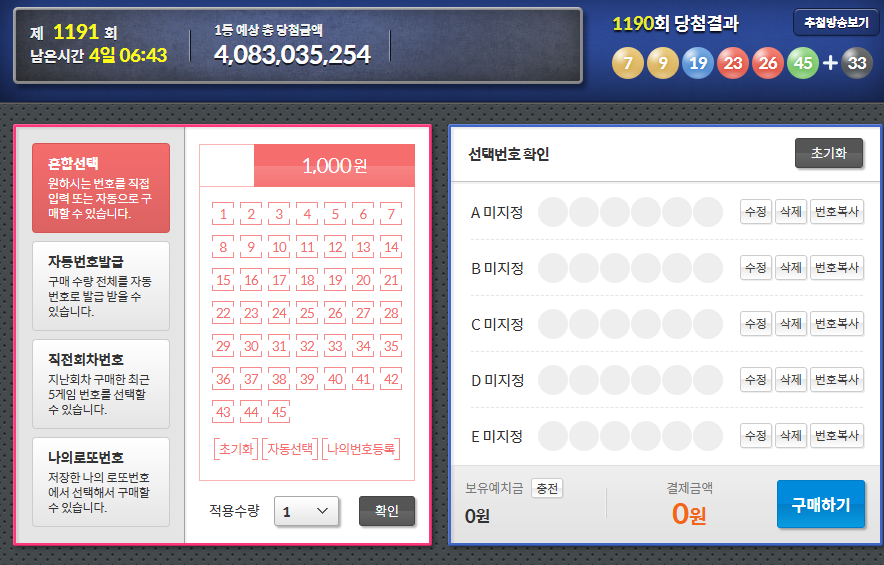 제 1191 회
남은시간 4일 06:43
1등 예상 총 당첨금액
4,083,035,254
1190회 당첨결과
추첨방송보기
7 9 19 23 26 45 + 33
혼합선택
원하시는 번호를 직접
입력 또는 자동으로 구
매할 수 있습니다.
자동번호발급
구매 수량 전체를 자동
번호로 발급 받을 수
있습니다.
직전회차번호
지난회차 구매한 최근
5게임 번호를 선택할
수 있습니다.
나의로또번호
저장한 나의 로또번호
에서 선택해서 구매할
수 있습니다.
1,000원
1 2 3 4 5 6 7
8 9 10 11 12 13 14
15 16 17 18 19 20 21
22 23 24 25 26 27 28
29 30 31 32 33 34 35
36 37 38 39 40 41 42
43 44 45
초기화 자동선택 나의번호등록
적용수량 1 확인
선택번호 확인 초기화
A 미지정 수정 삭제 번호복사
B 미지정 수정 삭제 번호복사
C 미지정 수정 삭제 번호복사
D 미지정 수정 삭제 번호복사
E 미지정 수정 삭제 번호복사
보유예치금 충전
0원
결제금액
0원
구매하기